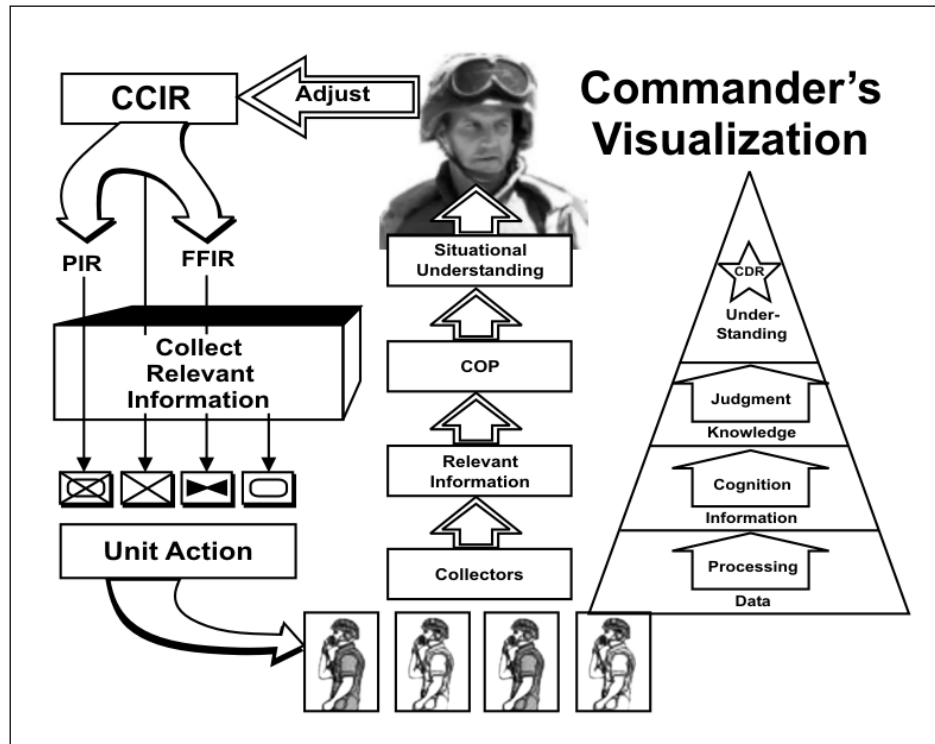 Commander's
Visualization
CCIR
Adjust
PIR
FFIR
Collect
Relevant
Information
Unit Action
Situational
Understanding
COP
Relevant
Information
Collectors
CDR
Under-
Standing
Judgment
Knowledge
Cognition
Information
Processing
Data